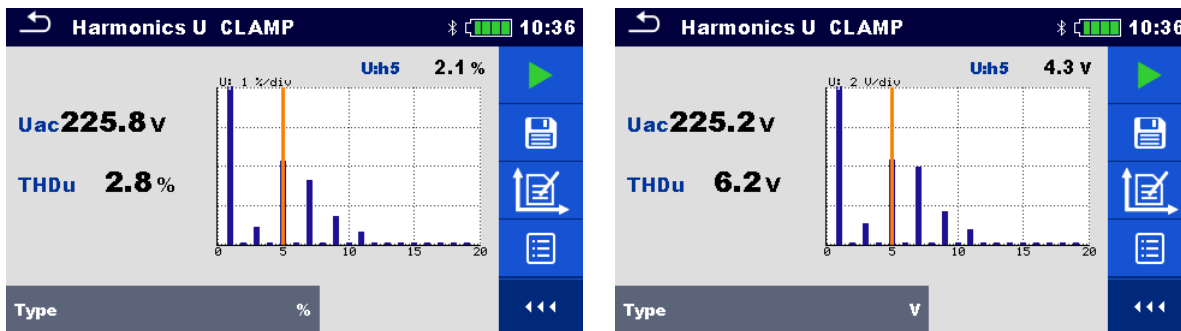 Harmonics U CLAMP 10:36
U:h5 2.1 %
U: 1 %/div
Uac 225.8 V
THDu 2.8 %
0 5 10 15 20
Type %
Harmonics U CLAMP 10:36
U:h5 4.3 V
U: 2 V/div
Uac 225.2 V
THDu 6.2 V
0 5 10 15 20
Type V